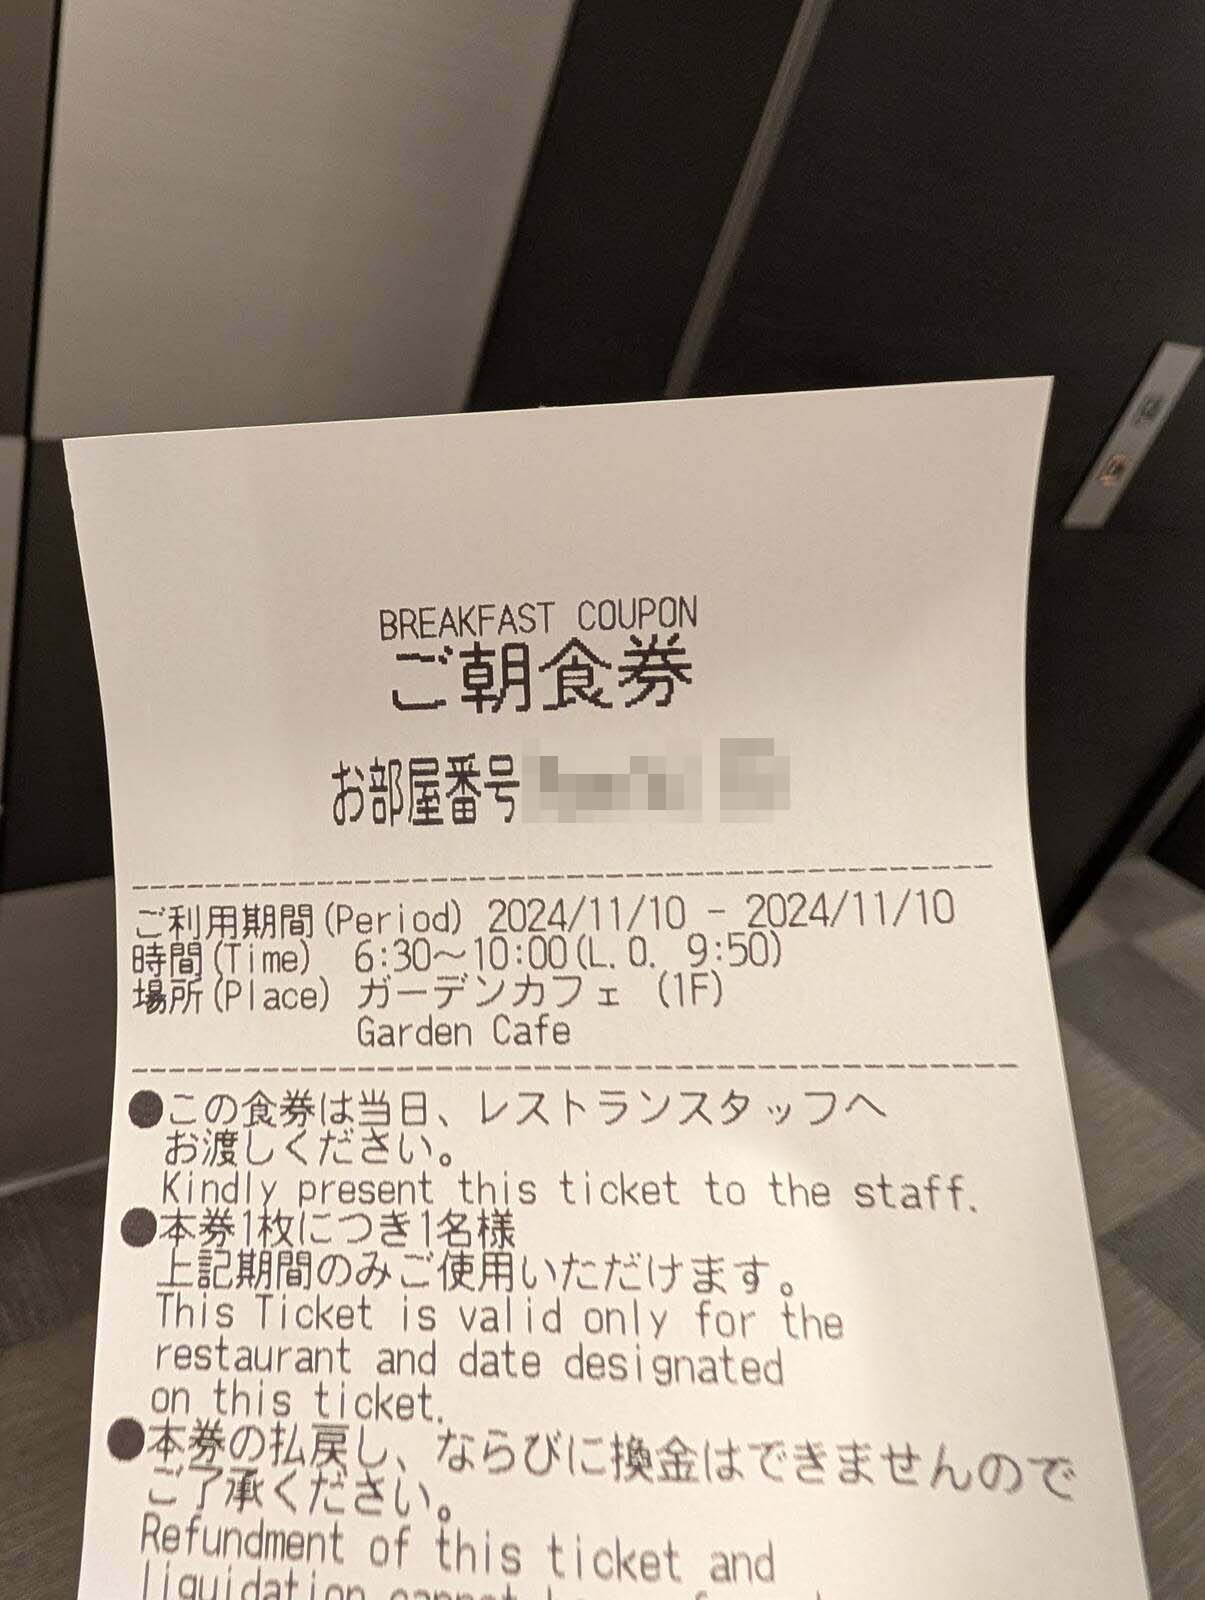 BREAKFAST COUPON
ご朝食券
お部屋番号
ご利用期間(Period) 2024/11/10 - 2024/11/10
時間(Time) 6:30～10:00(L.O. 9:50)
場所(Place) ガーデンカフェ (1F)
Garden Cafe
●この食券は当日、レストランスタッフへ
お渡しください。
Kindly present this ticket to the staff.
●本券1枚につき1名様
上記期間のみご使用いただけます。
This Ticket is valid only for the
restaurant and date designated
on this ticket.
●本券の払戻し、ならびに換金はできませんので
ご了承ください。
Refundment of this ticket and
liquidation cannot